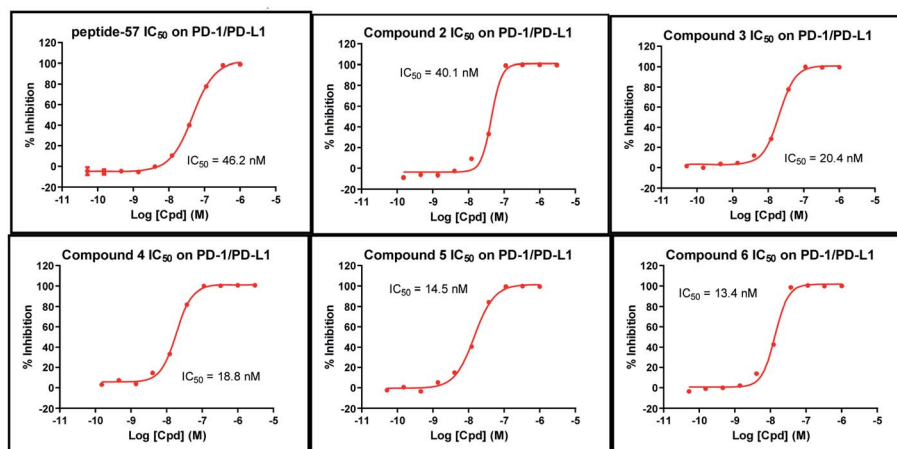 peptide-57 IC50 on PD-1/PD-L1
% Inhibition
120
100
80
60
40
20
0
-20
IC50 = 46.2 nM
-11 -10 -9 -8 -7 -6 -5
Log [Cpd] (M)
Compound 2 IC50 on PD-1/PD-L1
% Inhibition
120
100
80
60
40
20
0
-20
IC50 = 40.1 nM
-11 -10 -9 -8 -7 -6 -5
Log [Cpd] (M)
Compound 3 IC50 on PD-1/PD-L1
% Inhibition
120
100
80
60
40
20
0
-20
IC50 = 20.4 nM
-11 -10 -9 -8 -7 -6 -5
Log [Cpd] (M)
Compound 4 IC50 on PD-1/PD-L1
% Inhibition
120
100
80
60
40
20
0
-20
IC50 = 18.8 nM
-11 -10 -9 -8 -7 -6 -5
Log [Cpd] (M)
Compound 5 IC50 on PD-1/PD-L1
% Inhibition
120
100
80
60
40
20
0
-20
IC50 = 14.5 nM
-11 -10 -9 -8 -7 -6 -5
Log [Cpd] (M)
Compound 6 IC50 on PD-1/PD-L1
% Inhibition
120
100
80
60
40
20
0
-20
IC50 = 13.4 nM
-11 -10 -9 -8 -7 -6 -5
Log [Cpd] (M)